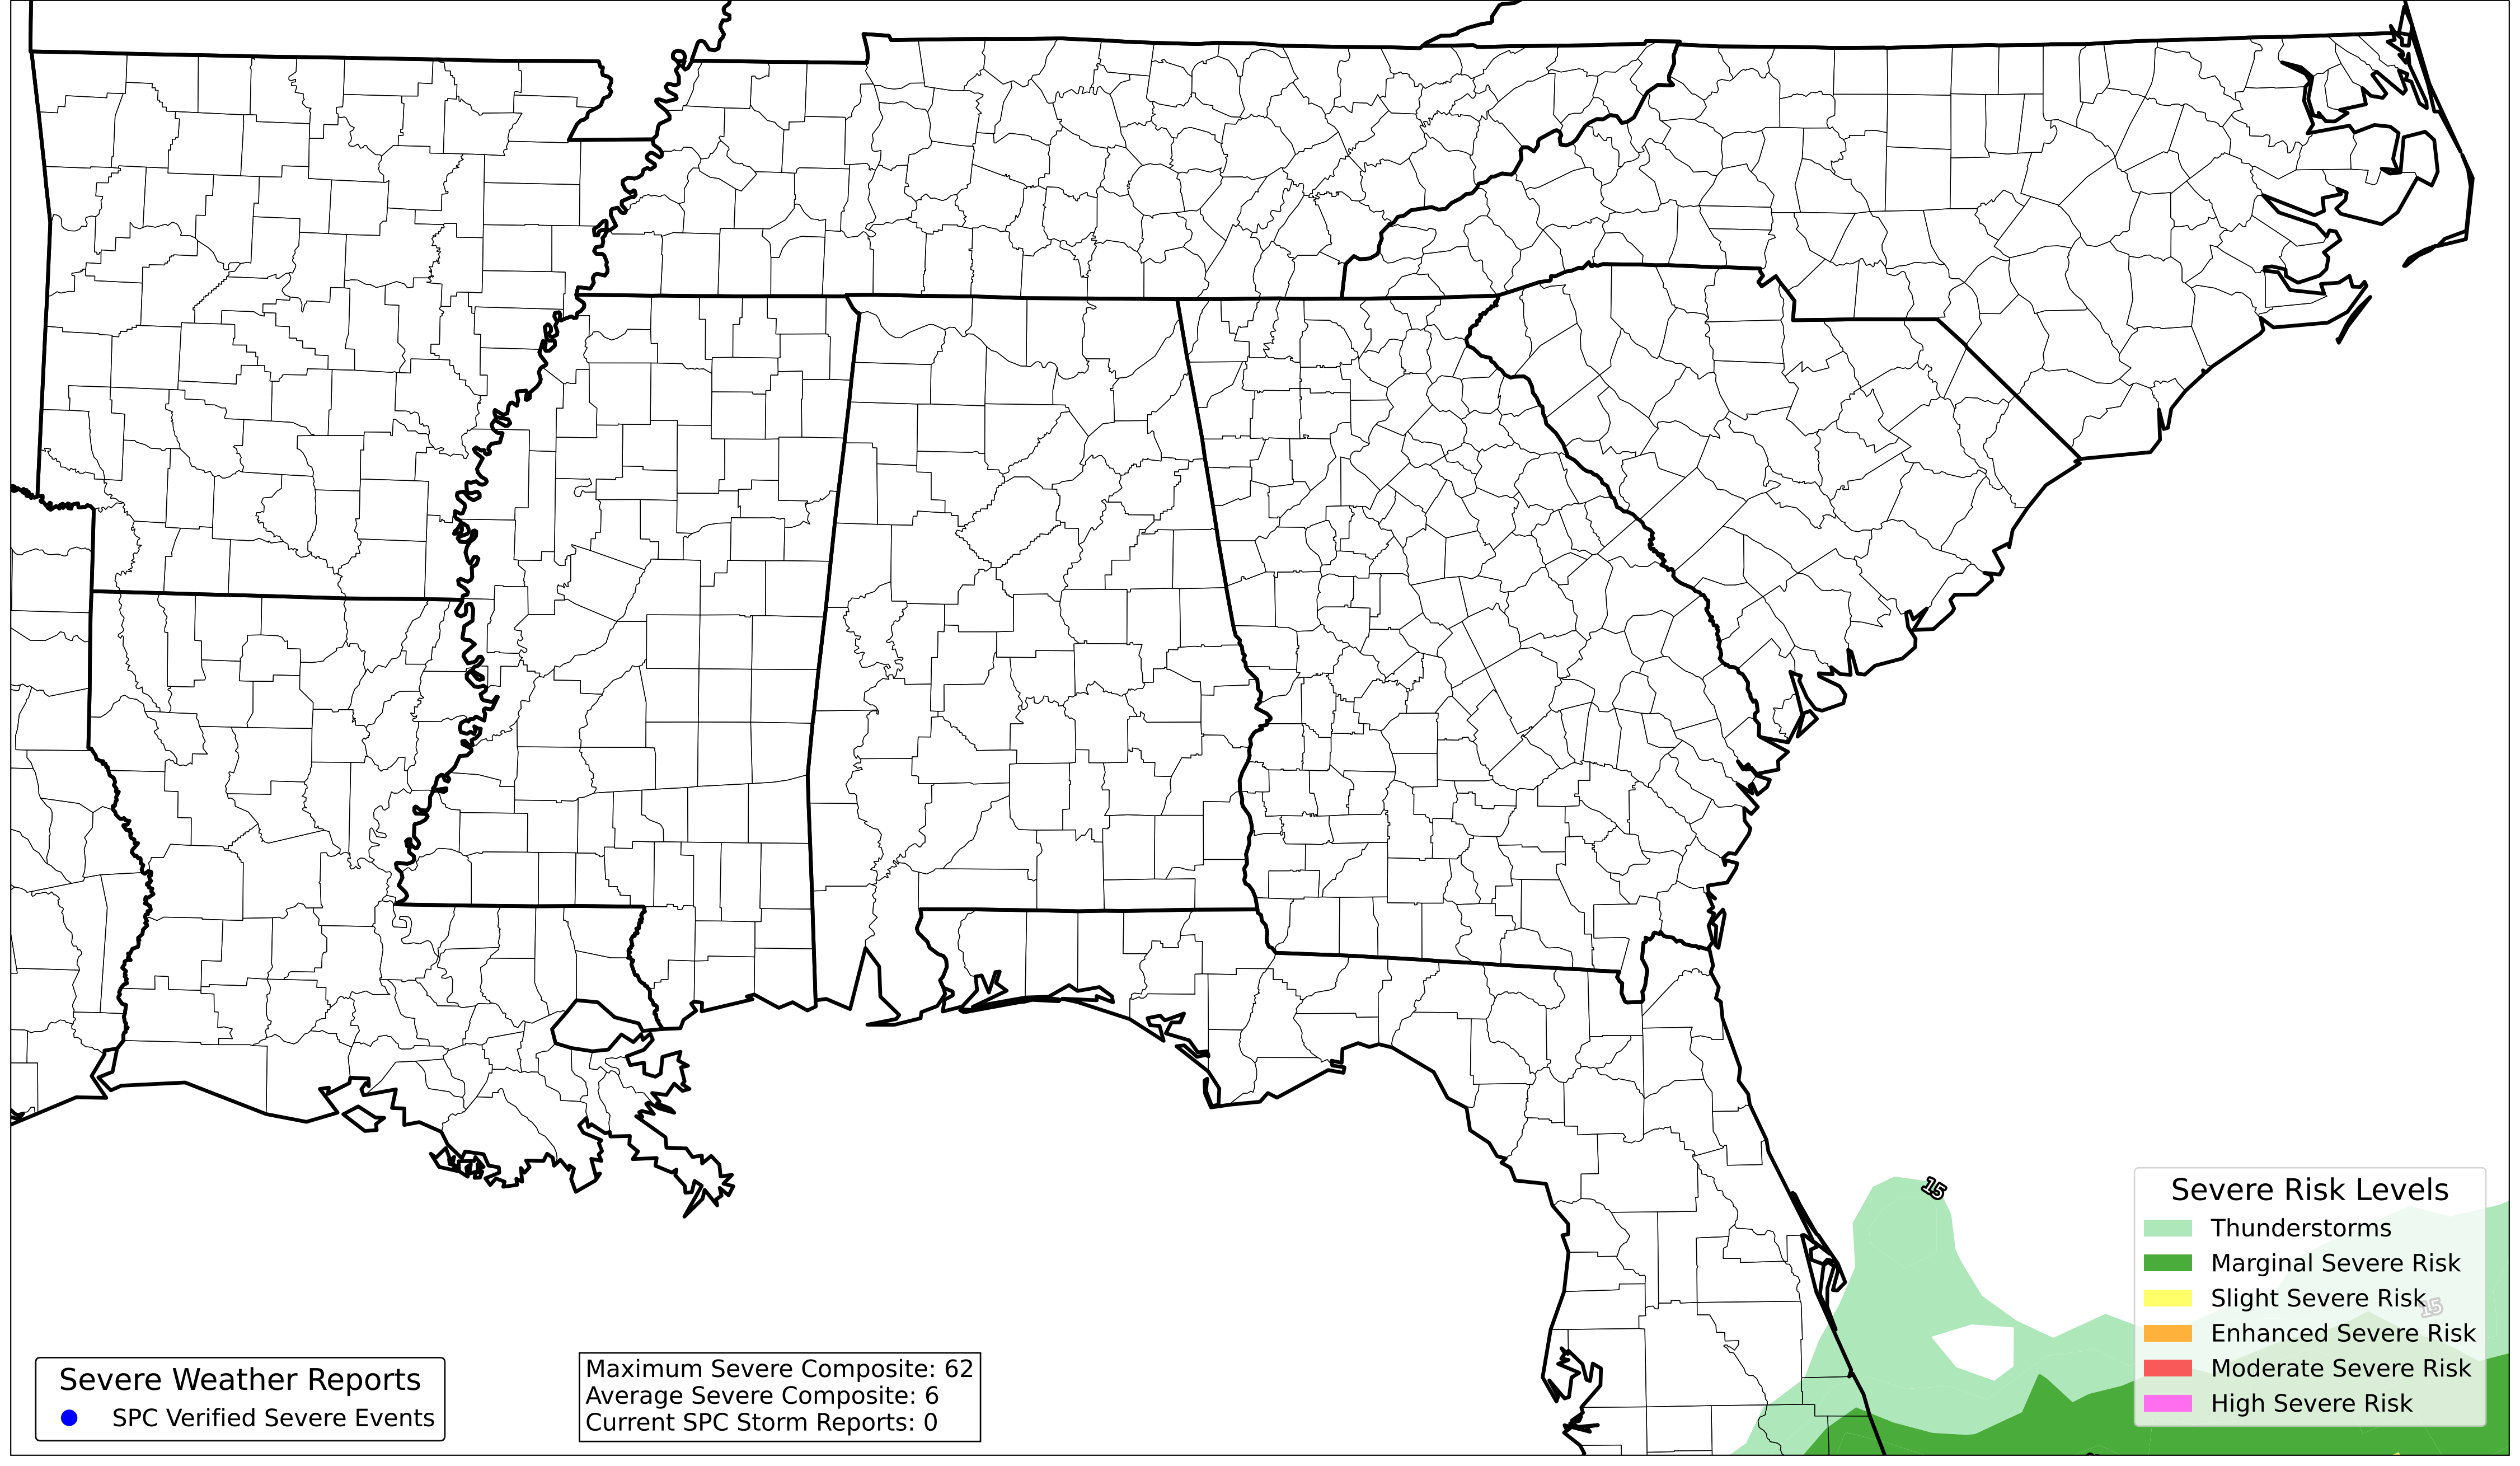 15
Severe Risk Levels
Thunderstorms
Marginal Severe Risk
Slight Severe Risk
15
Enhanced Severe Risk
Moderate Severe Risk
High Severe Risk
Severe Weather Reports
SPC Verified Severe Events
Maximum Severe Composite: 62
Average Severe Composite: 6
Current SPC Storm Reports: 0